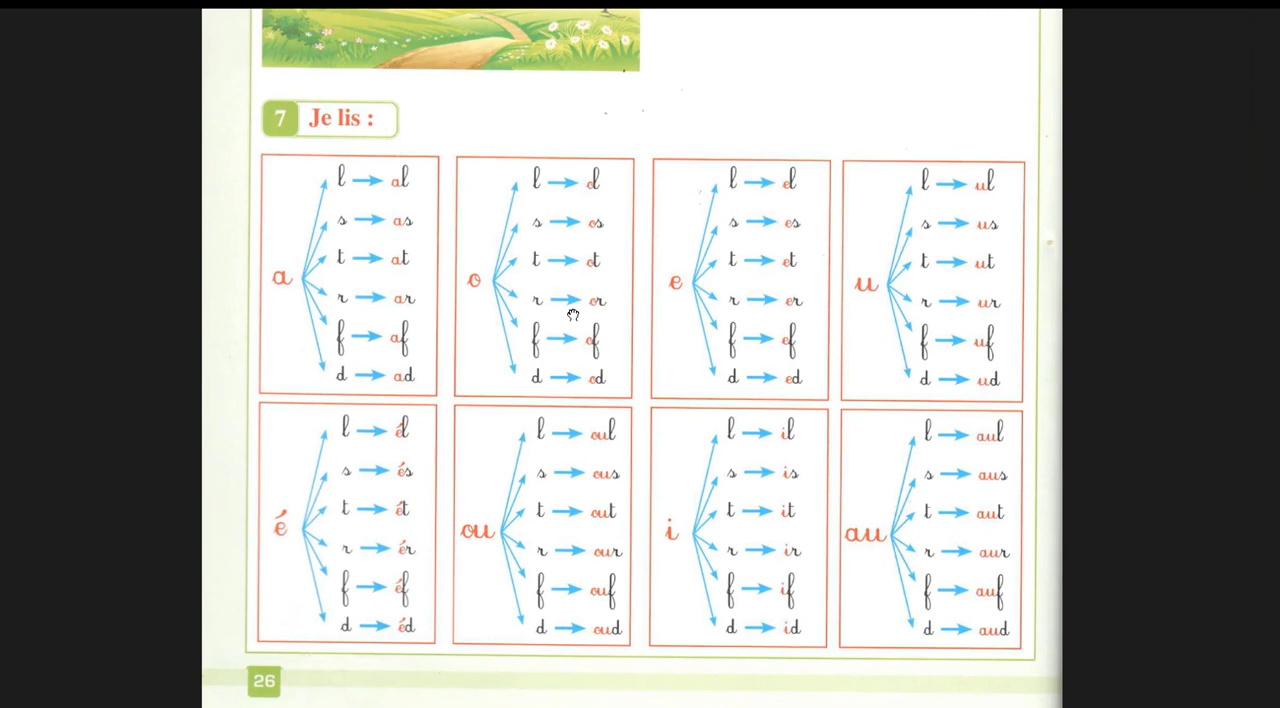 7 Je lis :
a
l → al
s → as
t → at
r → ar
f → af
d → ad
o
l → ol
s → os
t → ot
r → or
f → of
d → od
e
l → el
s → es
t → et
r → er
f → ef
d → ed
u
l → ul
s → us
t → ut
r → ur
f → uf
d → ud
é
l → él
s → és
t → ét
r → ér
f → éf
d → éd
ou
l → oul
s → ous
t → out
r → our
f → ouf
d → oud
i
l → il
s → is
t → it
r → ir
f → if
d → id
au
l → aul
s → aus
t → aut
r → aur
f → auf
d → aud
26